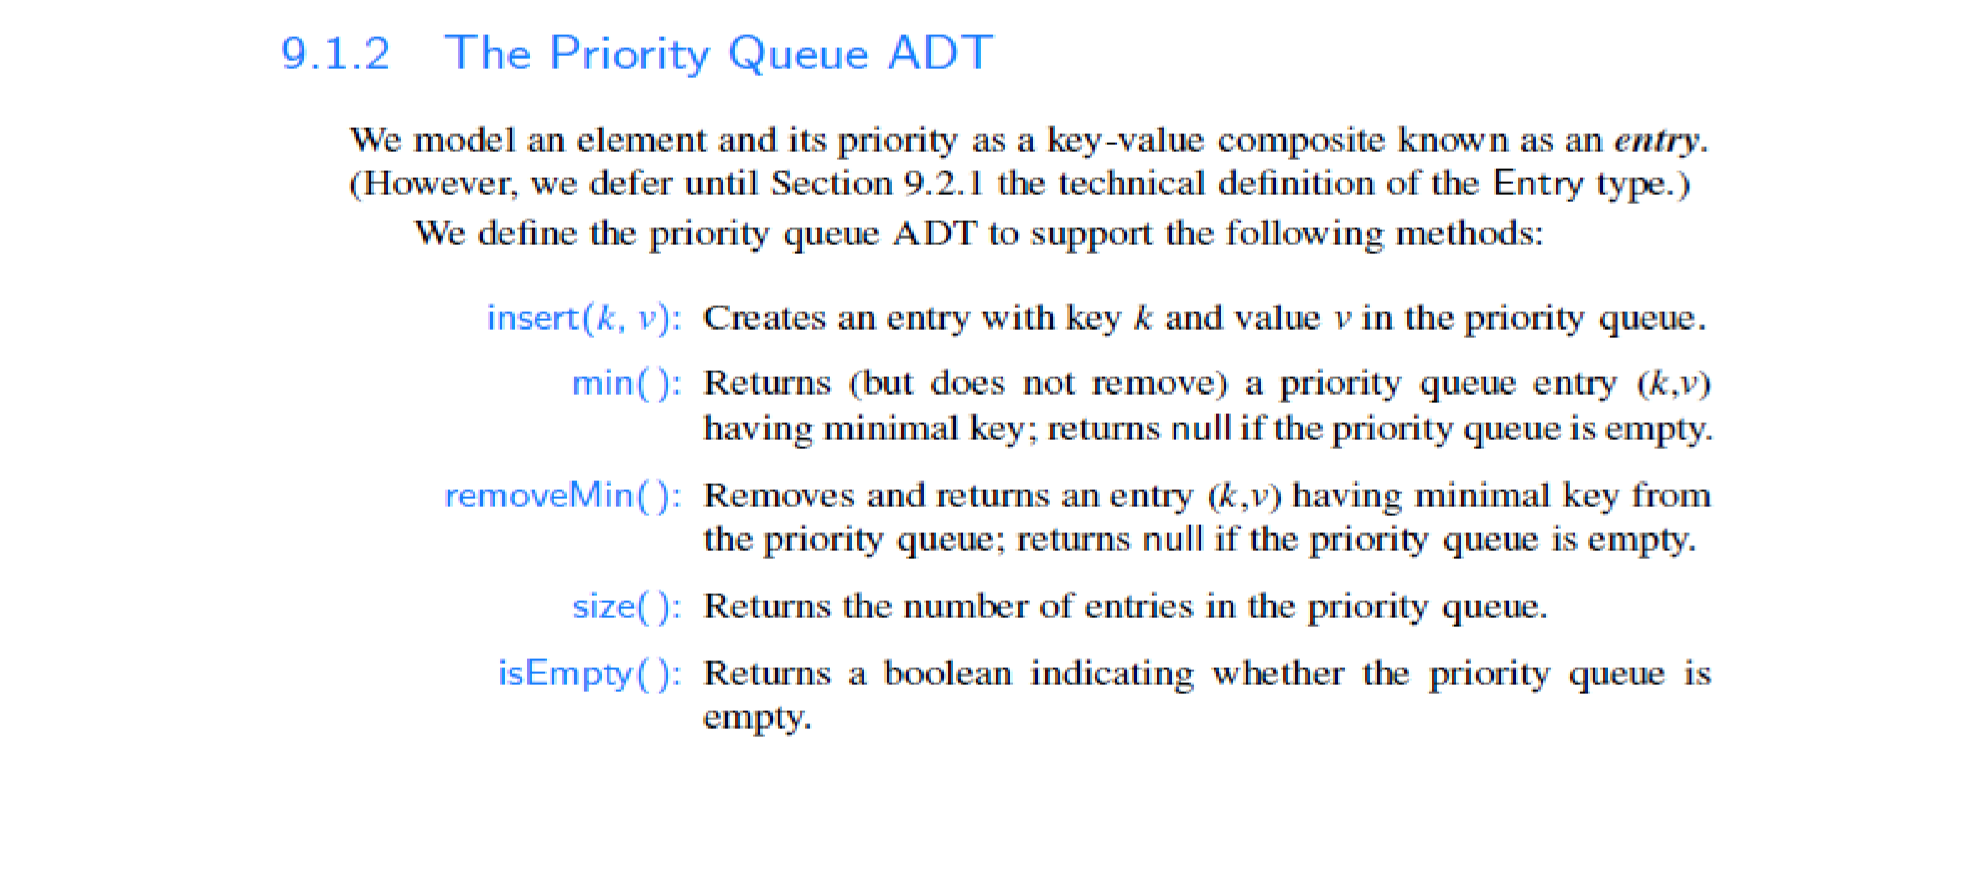 9.1.2 The Priority Queue ADT
We model an element and its priority as a key-value composite known as an entry.
(However, we defer until Section 9.2.1 the technical definition of the Entry type.)
We define the priority queue ADT to support the following methods:
insert(k, v): Creates an entry with key k and value v in the priority queue.
min( ): Returns (but does not remove) a priority queue entry (k,v)
having minimal key; returns null if the priority queue is empty.
removeMin( ): Removes and returns an entry (k,v) having minimal key from
the priority queue; returns null if the priority queue is empty.
size( ): Returns the number of entries in the priority queue.
isEmpty( ): Returns a boolean indicating whether the priority queue is
empty.